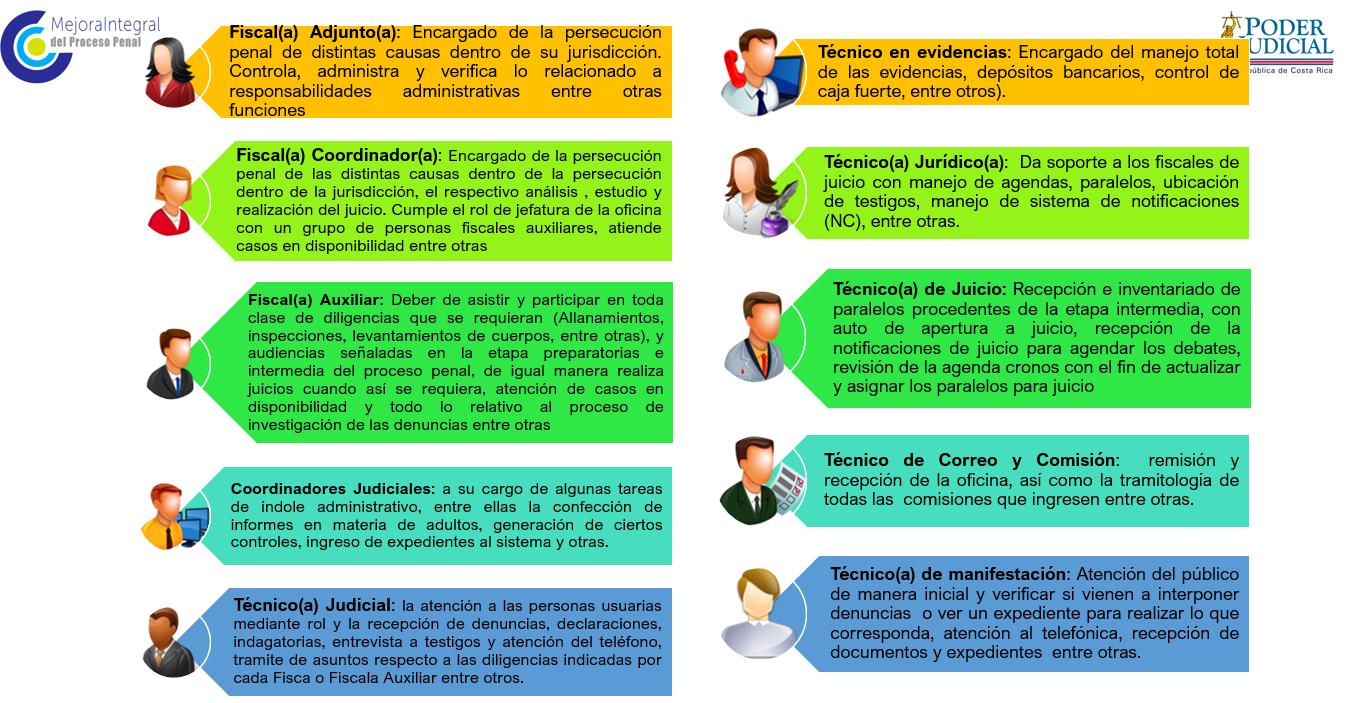 MejoraIntegral
del Proceso Penal
Fiscal(a) Adjunto(a): Encargado de la persecución
penal de distintas causas dentro de su jurisdicción.
Controla, administra y verifica lo relacionado a
responsabilidades administrativas entre otras
funciones
Fiscal(a) Coordinador(a): Encargado de la persecución
penal de las distintas causas dentro de la persecución
dentro de la jurisdicción, el respectivo análisis , estudio y
realización del juicio. Cumple el rol de jefatura de la oficina
con un grupo de personas fiscales auxiliares, atiende
casos en disponibilidad entre otras
Fiscal(a) Auxiliar: Deber de asistir y participar en toda
clase de diligencias que se requieran (Allanamientos,
inspecciones, levantamientos de cuerpos, entre otras), y
audiencias señaladas en la etapa preparatorias e
intermedia del proceso penal, de igual manera realiza
juicios cuando así se requiera, atención de casos en
disponibilidad y todo lo relativo al proceso de
investigación de las denuncias entre otras
Coordinadores Judiciales: a su cargo de algunas tareas
de índole administrativo, entre ellas la confección de
informes en materia de adultos, generación de ciertos
controles, ingreso de expedientes al sistema y otras.
Técnico(a) Judicial: la atención a las personas usuarias
mediante rol y la recepción de denuncias, declaraciones,
indagatorias, entrevista a testigos y atención del teléfono,
tramite de asuntos respecto a las diligencias indicadas por
cada Fisca o Fiscala Auxiliar entre otros.
PODER
UDICIAL
pública de Costa Rica
Técnico en evidencias: Encargado del manejo total
de las evidencias, depósitos bancarios, control de
caja fuerte, entre otros).
Técnico(a) Jurídico(a): Da soporte a los fiscales de
juicio con manejo de agendas, paralelos, ubicación
de testigos, manejo de sistema de notificaciones
(NC), entre otras.
Técnico(a) de Juicio: Recepción e inventariado de
paralelos procedentes de la etapa intermedia, con
auto de apertura a juicio, recepción de la
notificaciones de juicio para agendar los debates,
revisión de la agenda cronos con el fin de actualizar
y asignar los paralelos para juicio
Técnico de Correo y Comisión: remisión y
recepción de la oficina, así como la tramitología de
todas las comisiones que ingresen entre otras.
Técnico(a) de manifestación: Atención del público
de manera inicial y verificar si vienen a interponer
denuncias o ver un expediente para realizar lo que
corresponda, atención al telefónica, recepción de
documentos y expedientes entre otras.